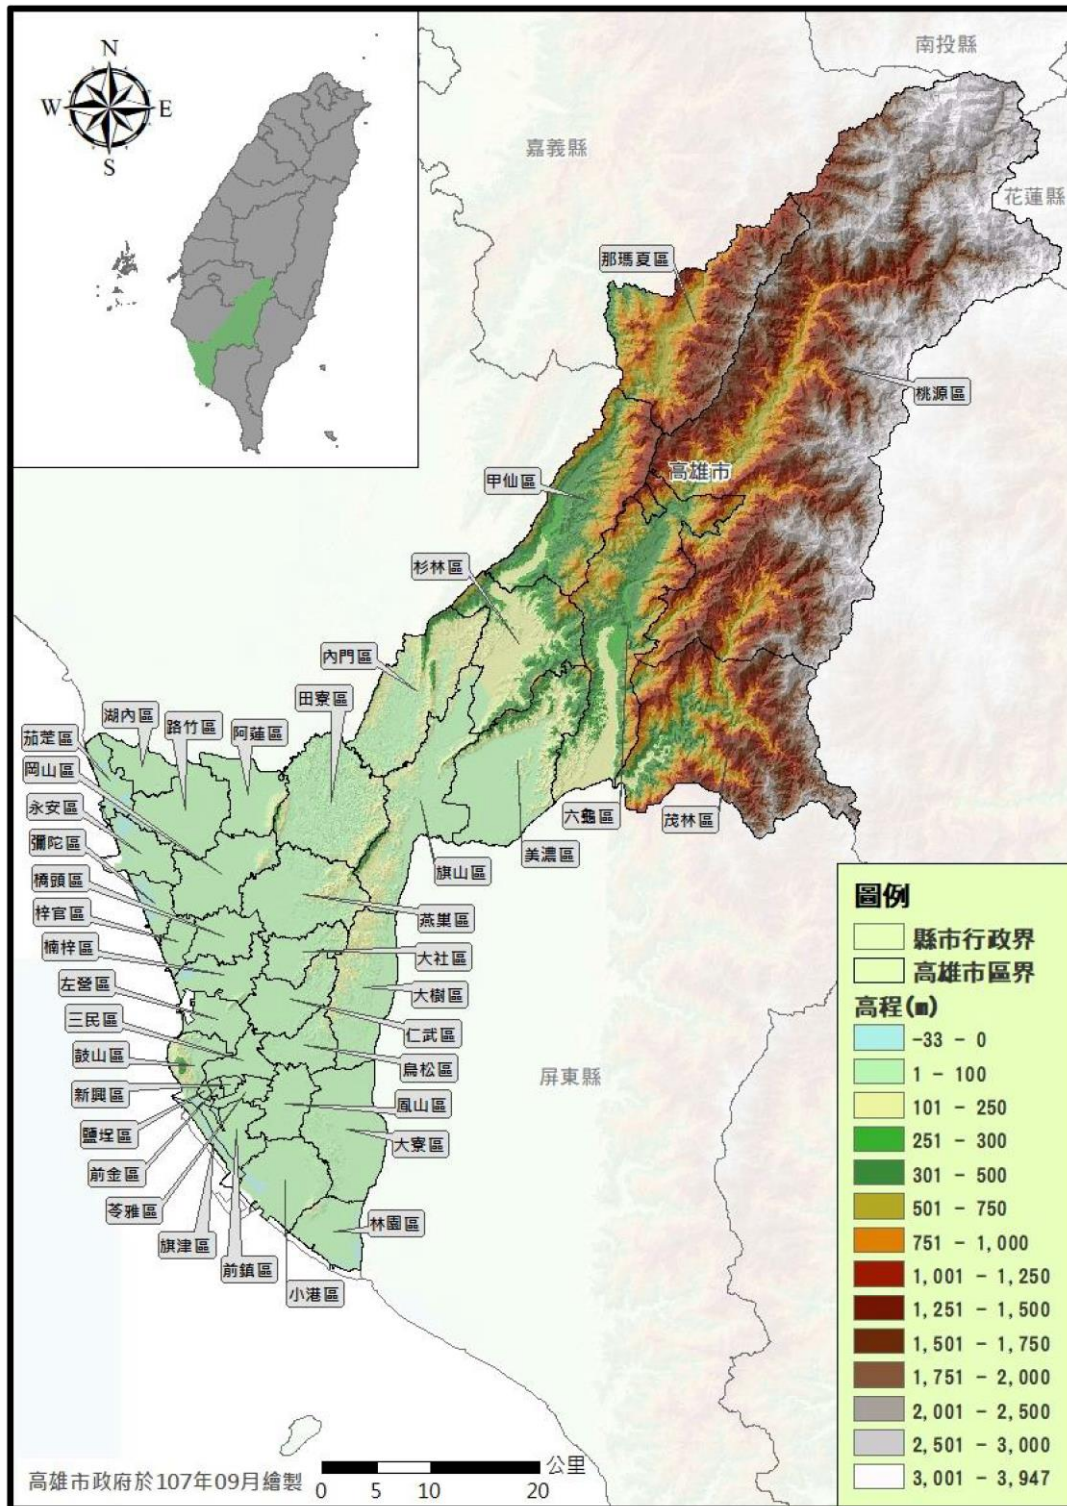 N
W
E
S
南投縣
嘉義縣
花蓮縣
那瑪夏區
桃源區
高雄市
甲仙區
杉林區
內門區
田寮區
湖內區
路竹區
阿蓮區
茄萣區
岡山區
永安區
彌陀區
橋頭區
梓官區
楠梓區
左營區
三民區
鼓山區
新興區
鹽埕區
前金區
苓雅區
旗津區
前鎮區
小港區
林園區
大寮區
鳳山區
鳥松區
仁武區
大樹區
大社區
燕巢區
旗山區
美濃區
六龜區
茂林區
屏東縣
圖例
縣市行政界
高雄市區界
高程(m)
-33 - 0
1 - 100
101 - 250
251 - 300
301 - 500
501 - 750
751 - 1,000
1,001 - 1,250
1,251 - 1,500
1,501 - 1,750
1,751 - 2,000
2,001 - 2,500
2,501 - 3,000
3,001 - 3,947
高雄市政府於107年09月繪製
0 5 10 20
公里